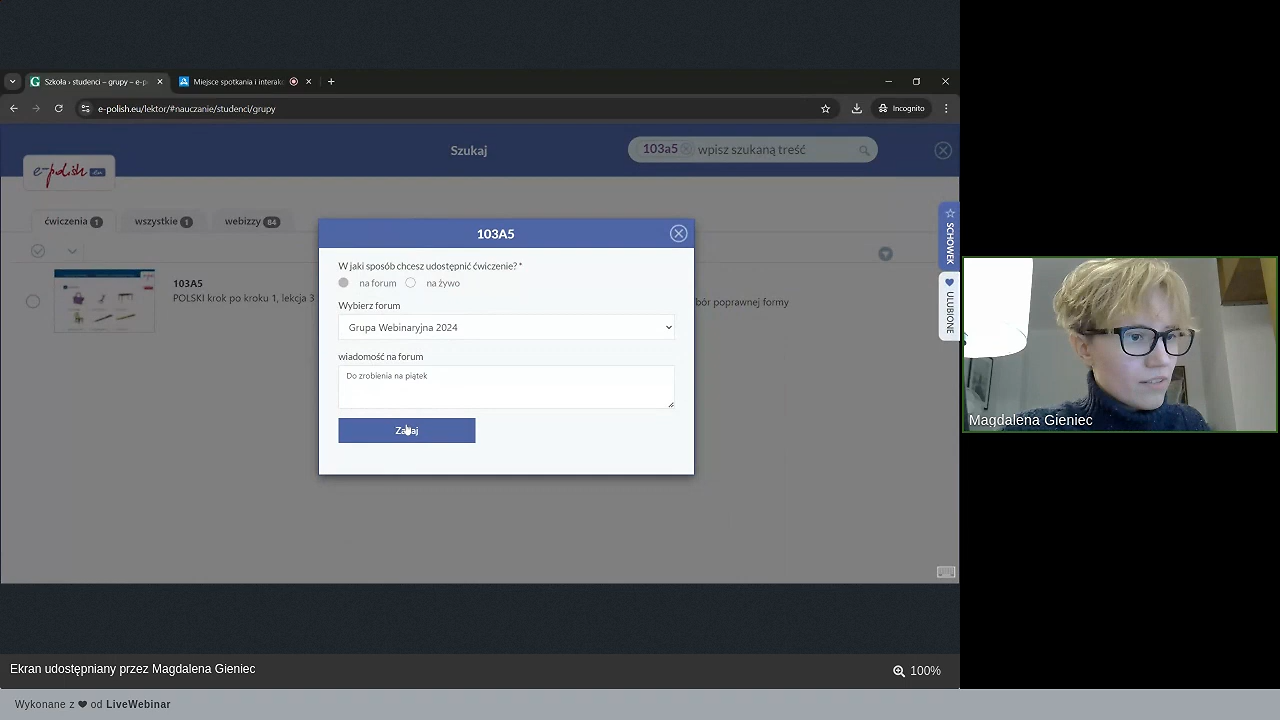 Szkoła › studenci – grupy – e-p
Miejsce spotkania i interak
e-polish.eu/lektor/#nauczanie/studenci/grupy
Incognito
e-polish.eu
Szukaj
103a5
wpisz szukaną treść
ćwiczenia 1
wszystkie 1
webizzy 84
SCHOWEK
ULUBIONE
103A5
POLSKI krok po kroku 1, lekcja 3
bór poprawnej formy
103A5
W jaki sposób chcesz udostępnić ćwiczenie? *
na forum
na żywo
Wybierz forum
Grupa Webinaryjna 2024
wiadomość na forum
Do zrobienia na piątek
Zadaj
Magdalena Gieniec
Ekran udostępniany przez Magdalena Gieniec
100%
Wykonane z ❤ od LiveWebinar